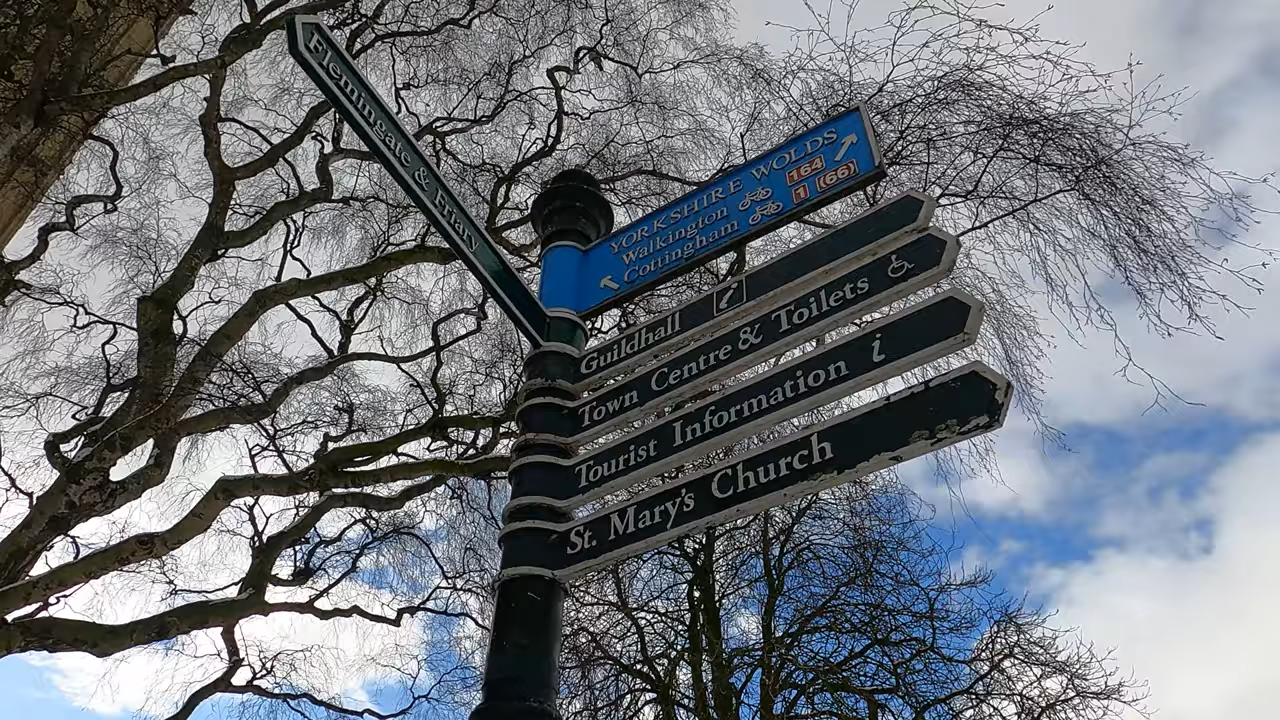 Flemingate & Friary
YORKSHIRE WOLDS
Walkington 164
Cottingham 1 (66)
Guildhall i
Town Centre & Toilets
Tourist Information i
St. Mary's Church